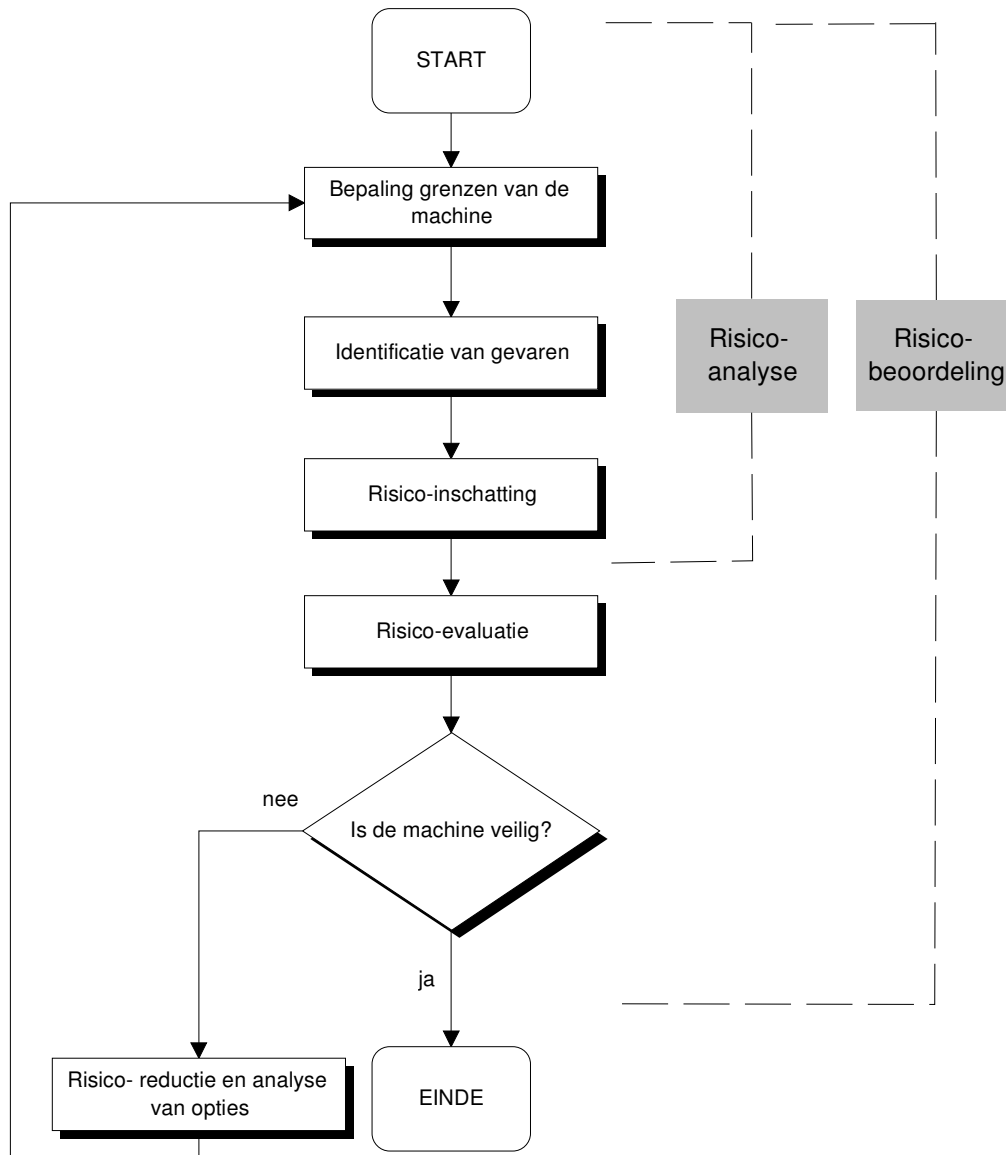 START
Bepaling grenzen van de
machine
Identificatie van gevaren
Risico-
analyse
Risico-
beoordeling
Risico-inschatting
Risico-evaluatie
nee
Is de machine veilig?
ja
Risico- reductie en analyse
van opties
EINDE